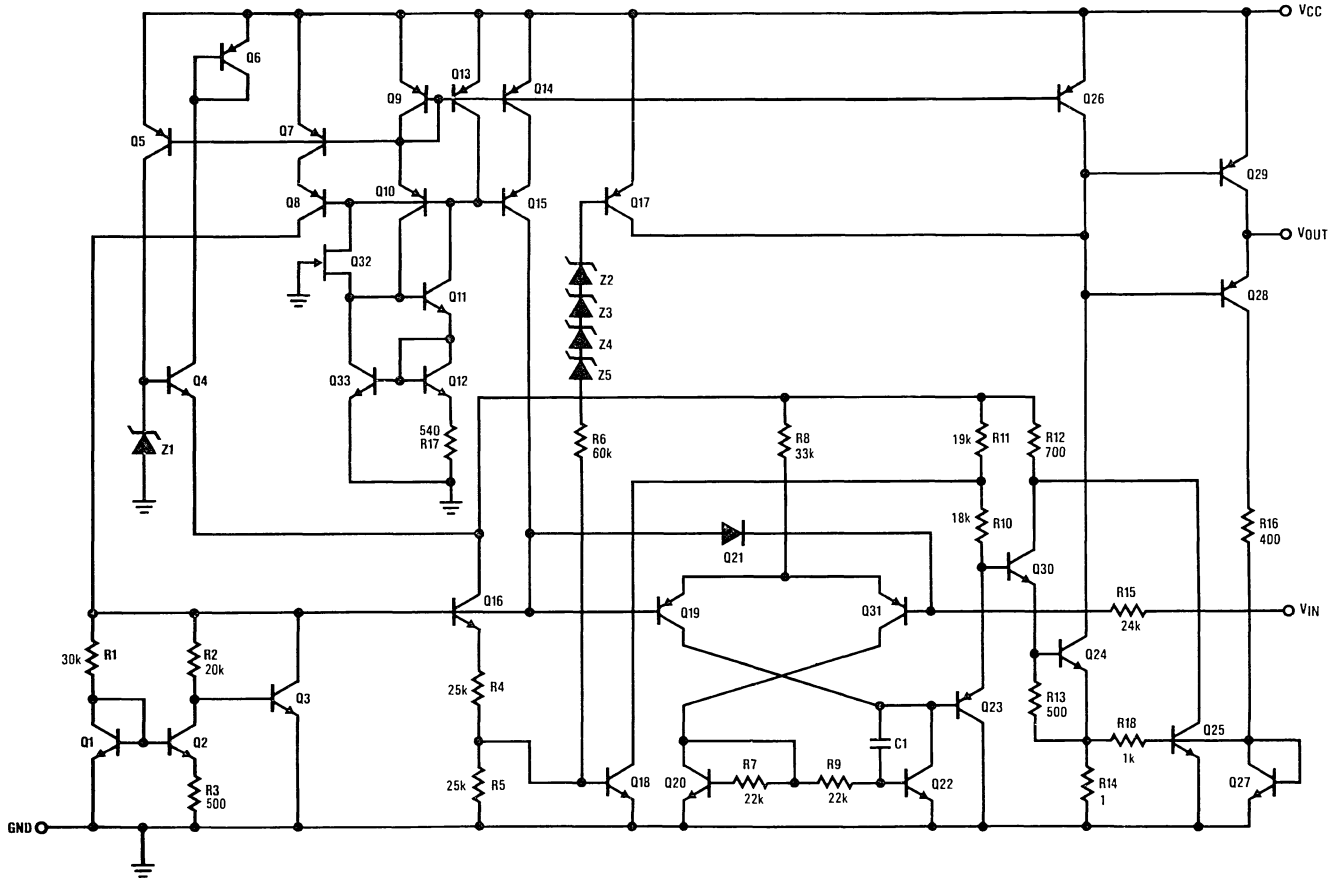 VCC
Q6
Q13
Q14
Q9
Q26
Q5
Q7
Q29
Q8
Q10
Q15
Q17
VOUT
Q32
Z2
Q11
Q28
Z3
Z4
Z5
Q4
Q33
Q12
Z1
540
R17
R6
60k
R8
33k
19k
R11
R12
700
18k
R10
R16
400
Q21
Q30
Q16
Q19
Q31
R15
24k
VIN
30k
R1
R2
20k
Q3
25k
R4
Q24
Q23
R13
500
C1
R18
1k
Q25
Q1
Q2
R3
500
25k
R5
Q18
Q20
R7
22k
R9
22k
Q22
R14
1
Q27
GND